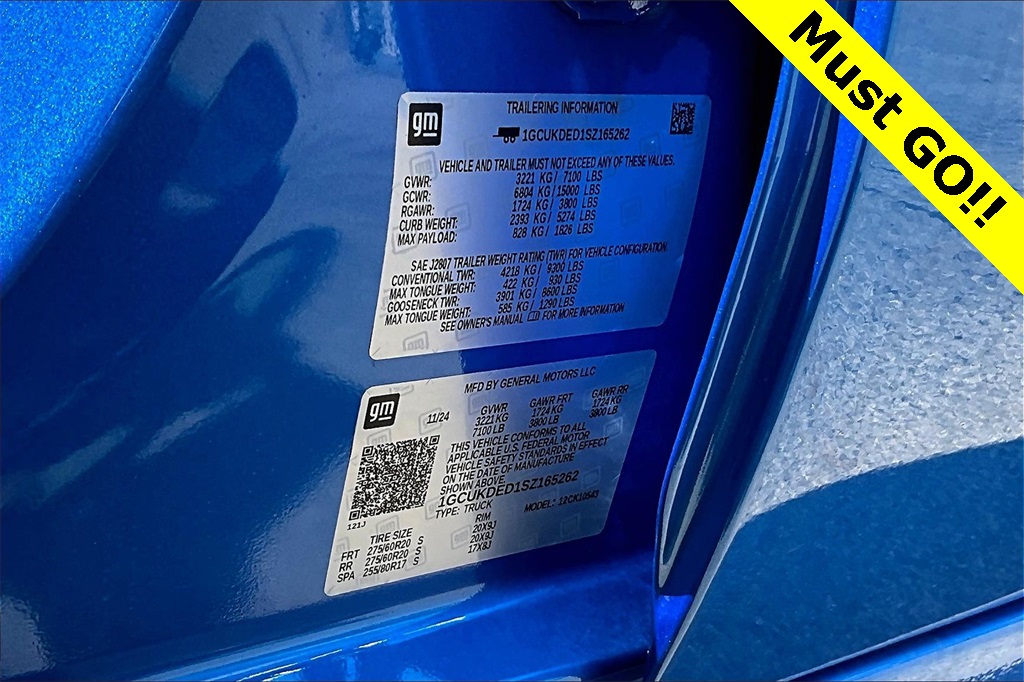 Must GO!!
gm
TRAILERING INFORMATION
1GCUKDED1SZ165262
VEHICLE AND TRAILER MUST NOT EXCEED ANY OF THESE VALUES.
GVWR: 3221 KG / 7100 LBS
GCWR: 6804 KG / 15000 LBS
RGAWR: 1724 KG / 3800 LBS
CURB WEIGHT: 2393 KG / 5274 LBS
MAX PAYLOAD: 828 KG / 1826 LBS
SAE J2807 TRAILER WEIGHT RATING (TWR) FOR VEHICLE CONFIGURATION
CONVENTIONAL TWR: 4218 KG / 9300 LBS
MAX TONGUE WEIGHT: 422 KG / 930 LBS
GOOSENECK TWR: 3901 KG / 8600 LBS
MAX TONGUE WEIGHT: 585 KG / 1290 LBS
SEE OWNER'S MANUAL FOR MORE INFORMATION
gm
MFD BY GENERAL MOTORS LLC
11/24 GVWR GAWR FRT GAWR RR
3221 KG 1724 KG 1724 KG
7100 LB 3800 LB 3800 LB
THIS VEHICLE CONFORMS TO ALL
APPLICABLE U.S. FEDERAL MOTOR
VEHICLE SAFETY STANDARDS IN EFFECT
ON THE DATE OF MANUFACTURE
SHOWN ABOVE.
1GCUKDED1SZ165262
TYPE: TRUCK MODEL: 12CK10543
121J
TIRE SIZE RIM
FRT 275/60R20 S 20X9J
RR 275/60R20 S 20X9J
SPA 255/80R17 S 17X8J